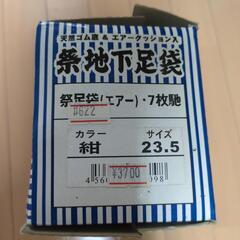 天然ゴム底 & エアークッション入
祭地下足袋
祭足袋(エアー)・7枚馳
#622
カラー
サイズ
紺
23.5
¥3700